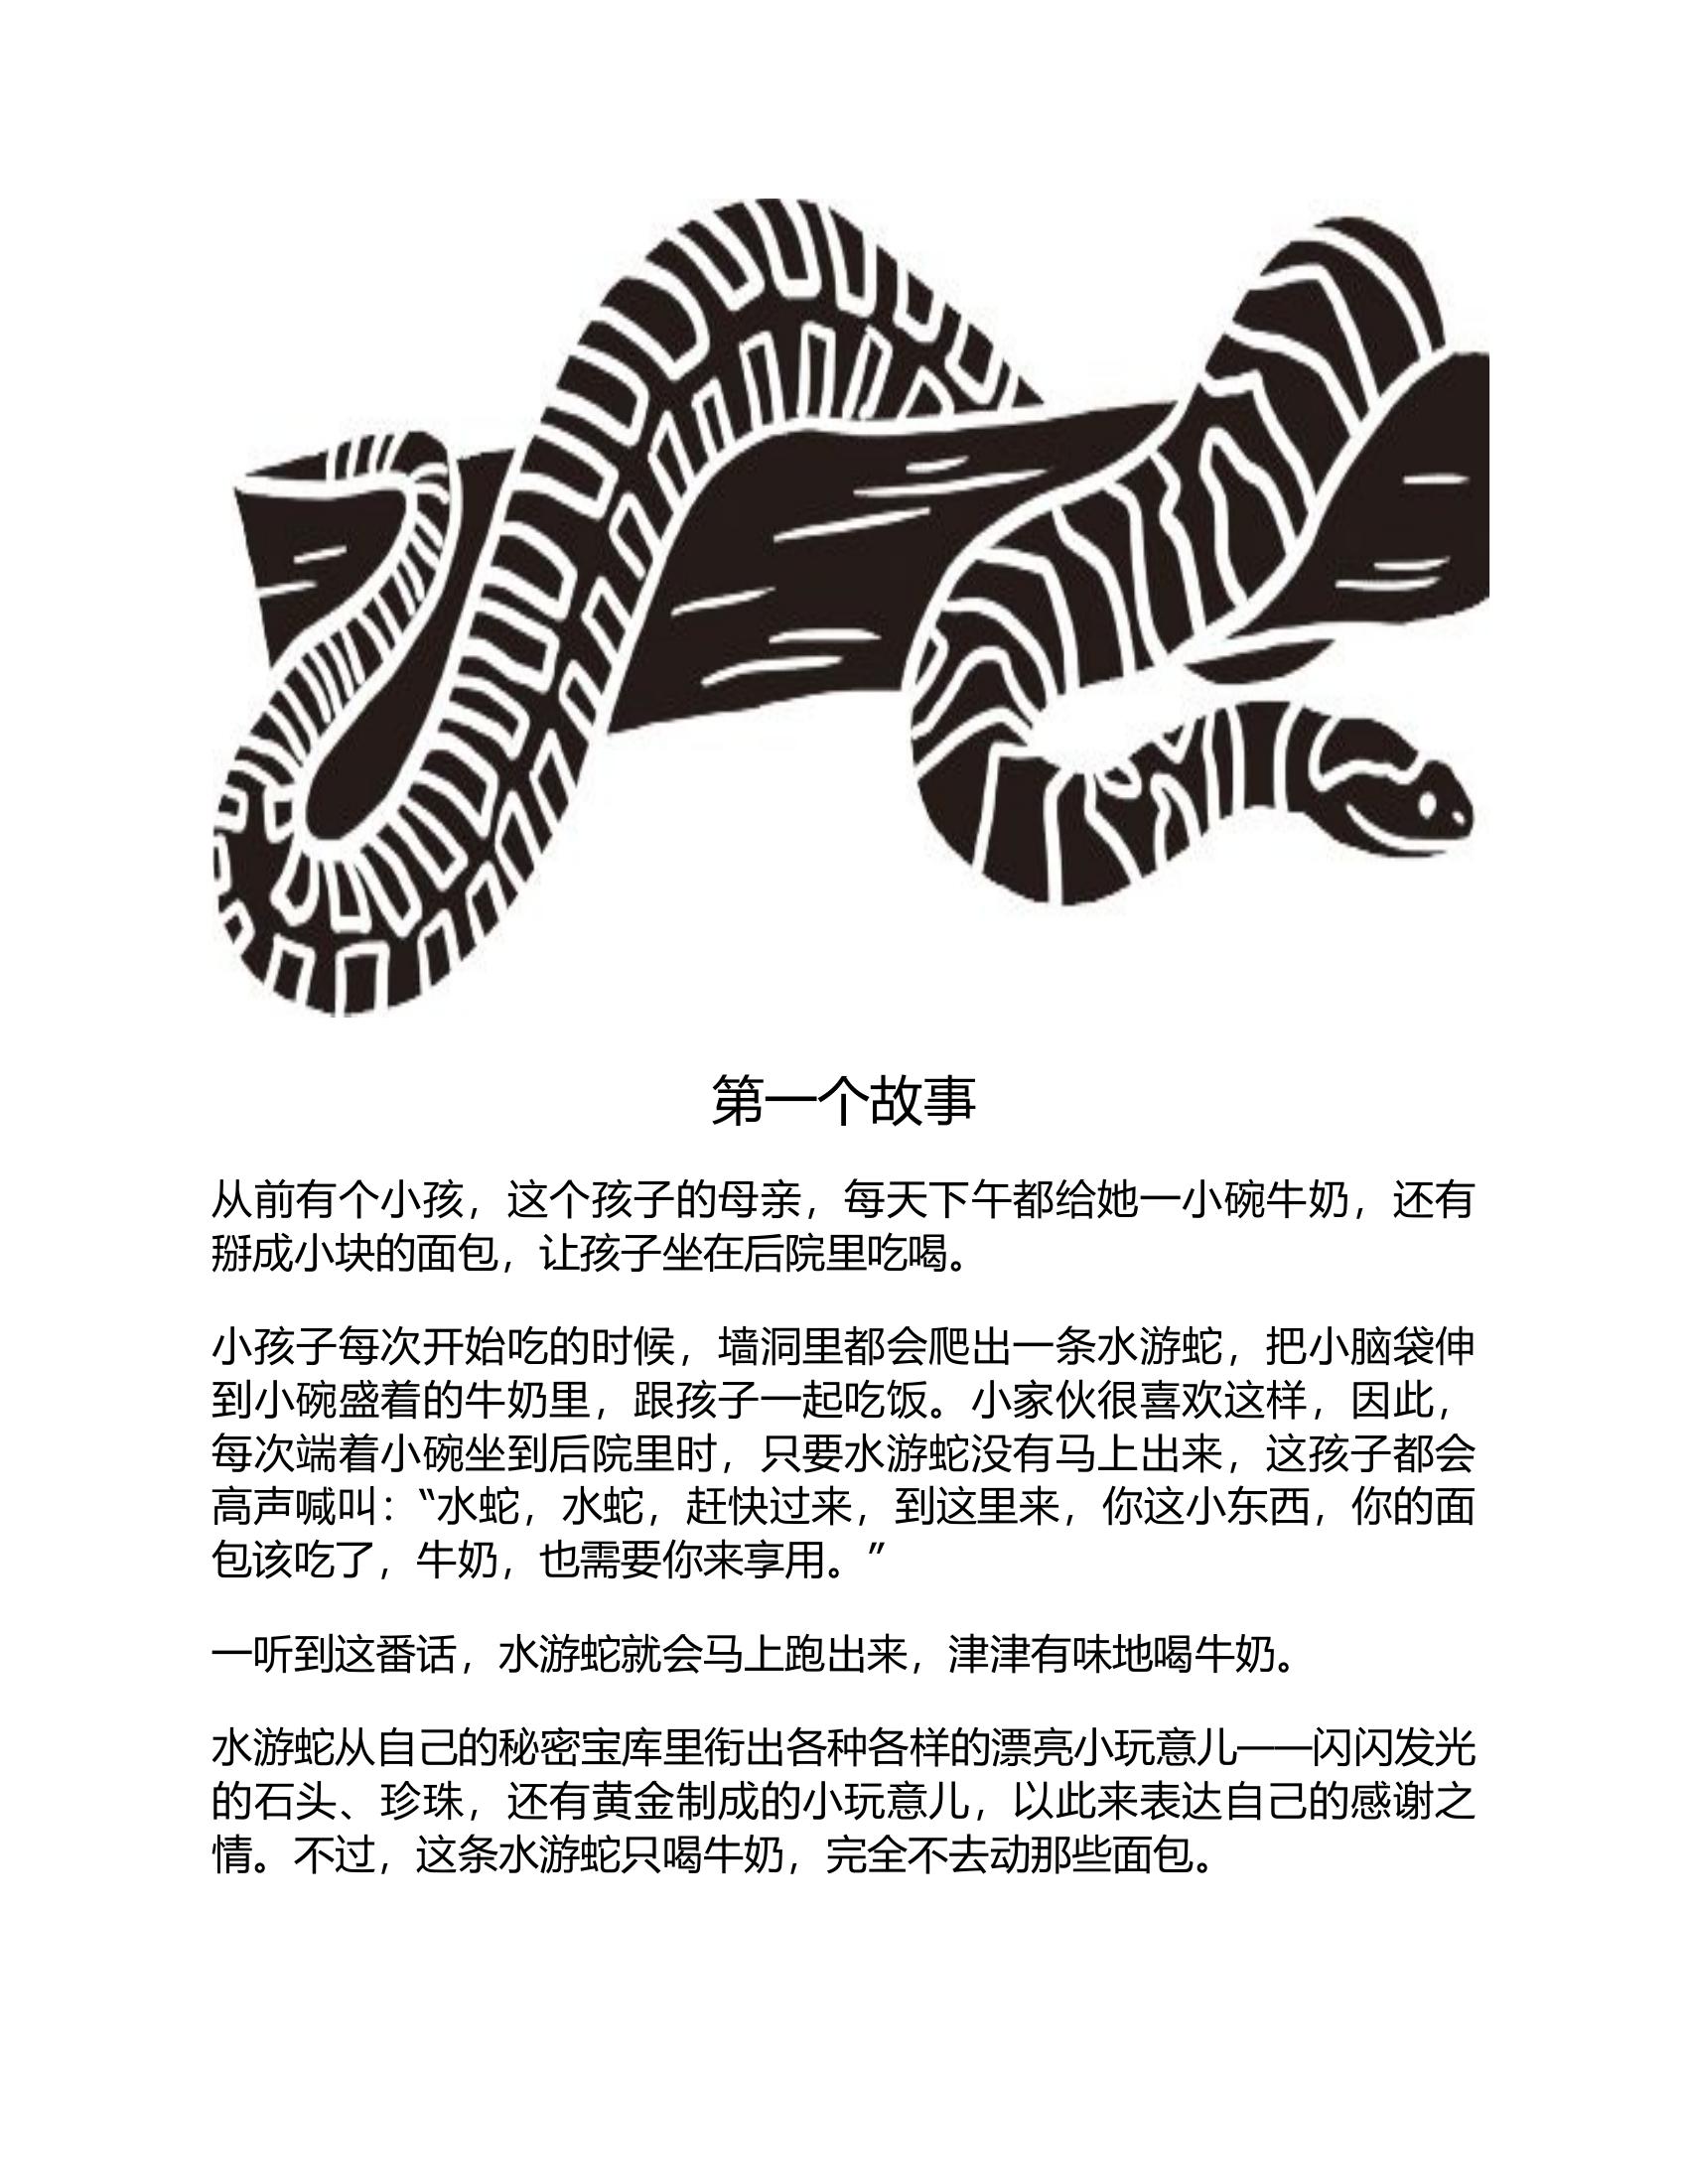 第一个故事
从前有个小孩，这个孩子的母亲，每天下午都给她一小碗牛奶，还有
掰成小块的面包，让孩子坐在后院里吃喝。
小孩子每次开始吃的时候，墙洞里都会爬出一条水游蛇，把小脑袋伸
到小碗盛着的牛奶里，跟孩子一起吃饭。小家伙很喜欢这样，因此，
每次端着小碗坐到后院里时，只要水游蛇没有马上出来，这孩子都会
高声喊叫：“水蛇，水蛇，赶快过来，到这里来，你这小东西，你的面
包该吃了，牛奶，也需要你来享用。”
一听到这番话，水游蛇就会马上跑出来，津津有味地喝牛奶。
水游蛇从自己的秘密宝库里衔出各种各样的漂亮小玩意儿——闪闪发光
的石头、珍珠，还有黄金制成的小玩意儿，以此来表达自己的感谢之
情。不过，这条水游蛇只喝牛奶，完全不去动那些面包。